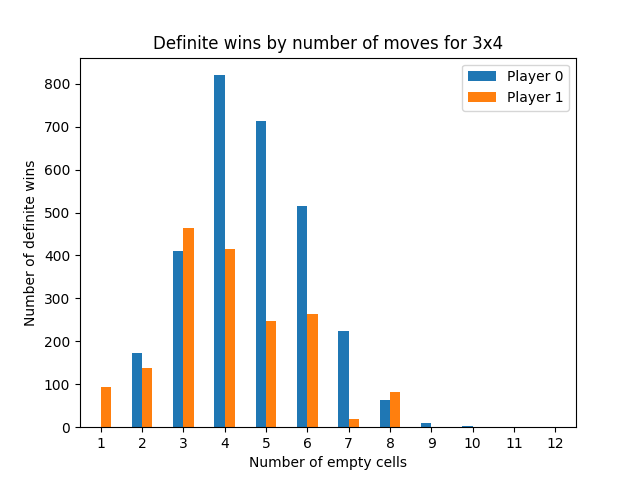 Definite wins by number of moves for 3x4
Player 0
Player 1
Number of definite wins
800
700
600
500
400
300
200
100
0
1 2 3 4 5 6 7 8 9 10 11 12
Number of empty cells